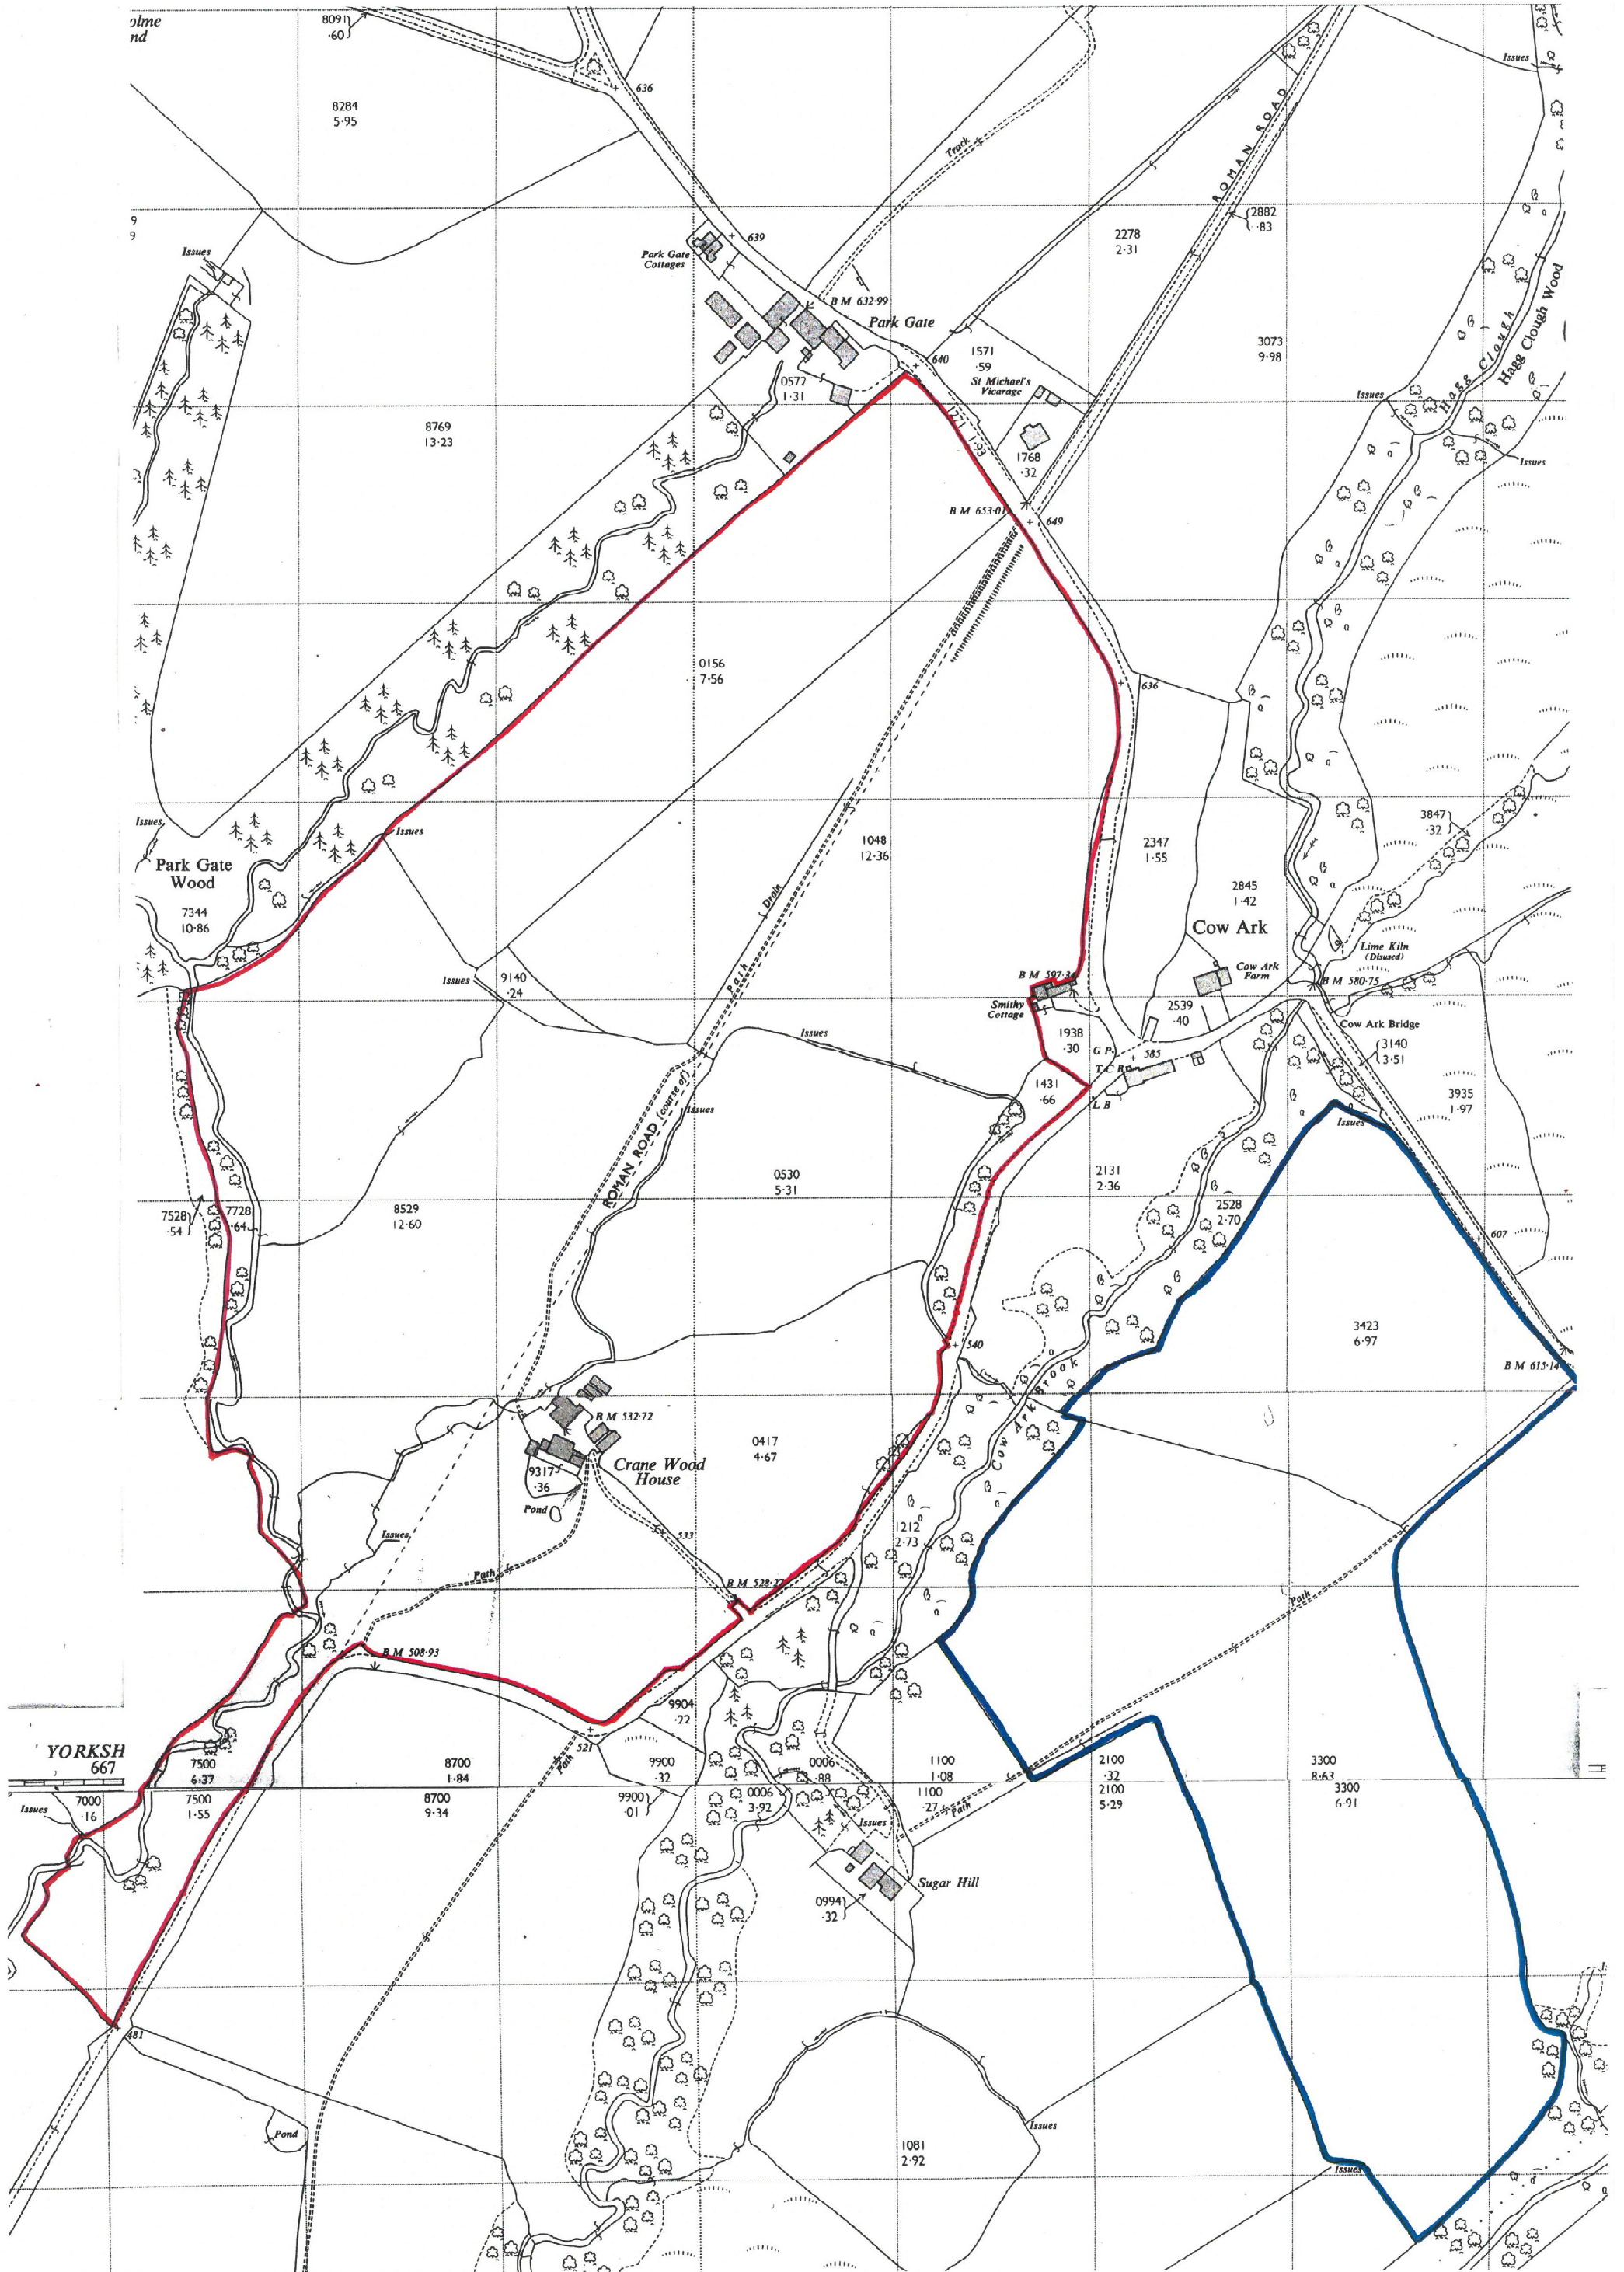 olme
nd
8091
·60
636
8284
5·95
Issues
Track
ROMAN ROAD
9
9
639
2882
·83
2278
2·31
Issues
Park Gate
Cottages
B M 632·99
Park Gate
640
1571
·59
St Michael's
Vicarage
3073
9·98
Hagg Clough
Hagg Clough Wood
0572
1·31
Issues
8769
13·23
1·93
1768
·32
Issues
B M 653·01
649
0156
7·56
636
Issues
Issues
Park Gate
Wood
7344
10·86
1048
12·36
2347
1·55
3847
·32
2845
1·42
Drain
Cow Ark
Lime Kiln
(Disused)
Issues
9140
·24
Path
B M 597·34
Cow Ark
Farm
B M 580·75
Smithy
Cottage
2539
·40
Cow Ark Bridge
Issues
1938
·30
G P
585
T C B
3140
3·51
1431
·66
L B
3935
1·97
ROMAN ROAD (course of)
Issues
Issues
0530
5·31
2131
2·36
7528
·54
7728
·64
8529
12·60
2528
2·70
607
540
3423
6·97
B M 615·14
Cow Ark Brook
B M 532·72
0417
4·67
Crane Wood
House
9317
·36
Pond
533
1212
2·73
Issues
Path
B M 528·27
Path
B M 508·93
9904
·22
YORKSH
667
521
Path
7500
6·37
8700
1·84
9900
·32
0006
·88
1100
1·08
2100
·32
3300
8·63
7000
·16
7500
1·55
8700
9·34
9900
·01
0006
3·92
1100
·27
2100
5·29
3300
6·91
Issues
Path
Issues
Sugar Hill
0994
·32
481
Pond
Issues
1081
2·92
Issues